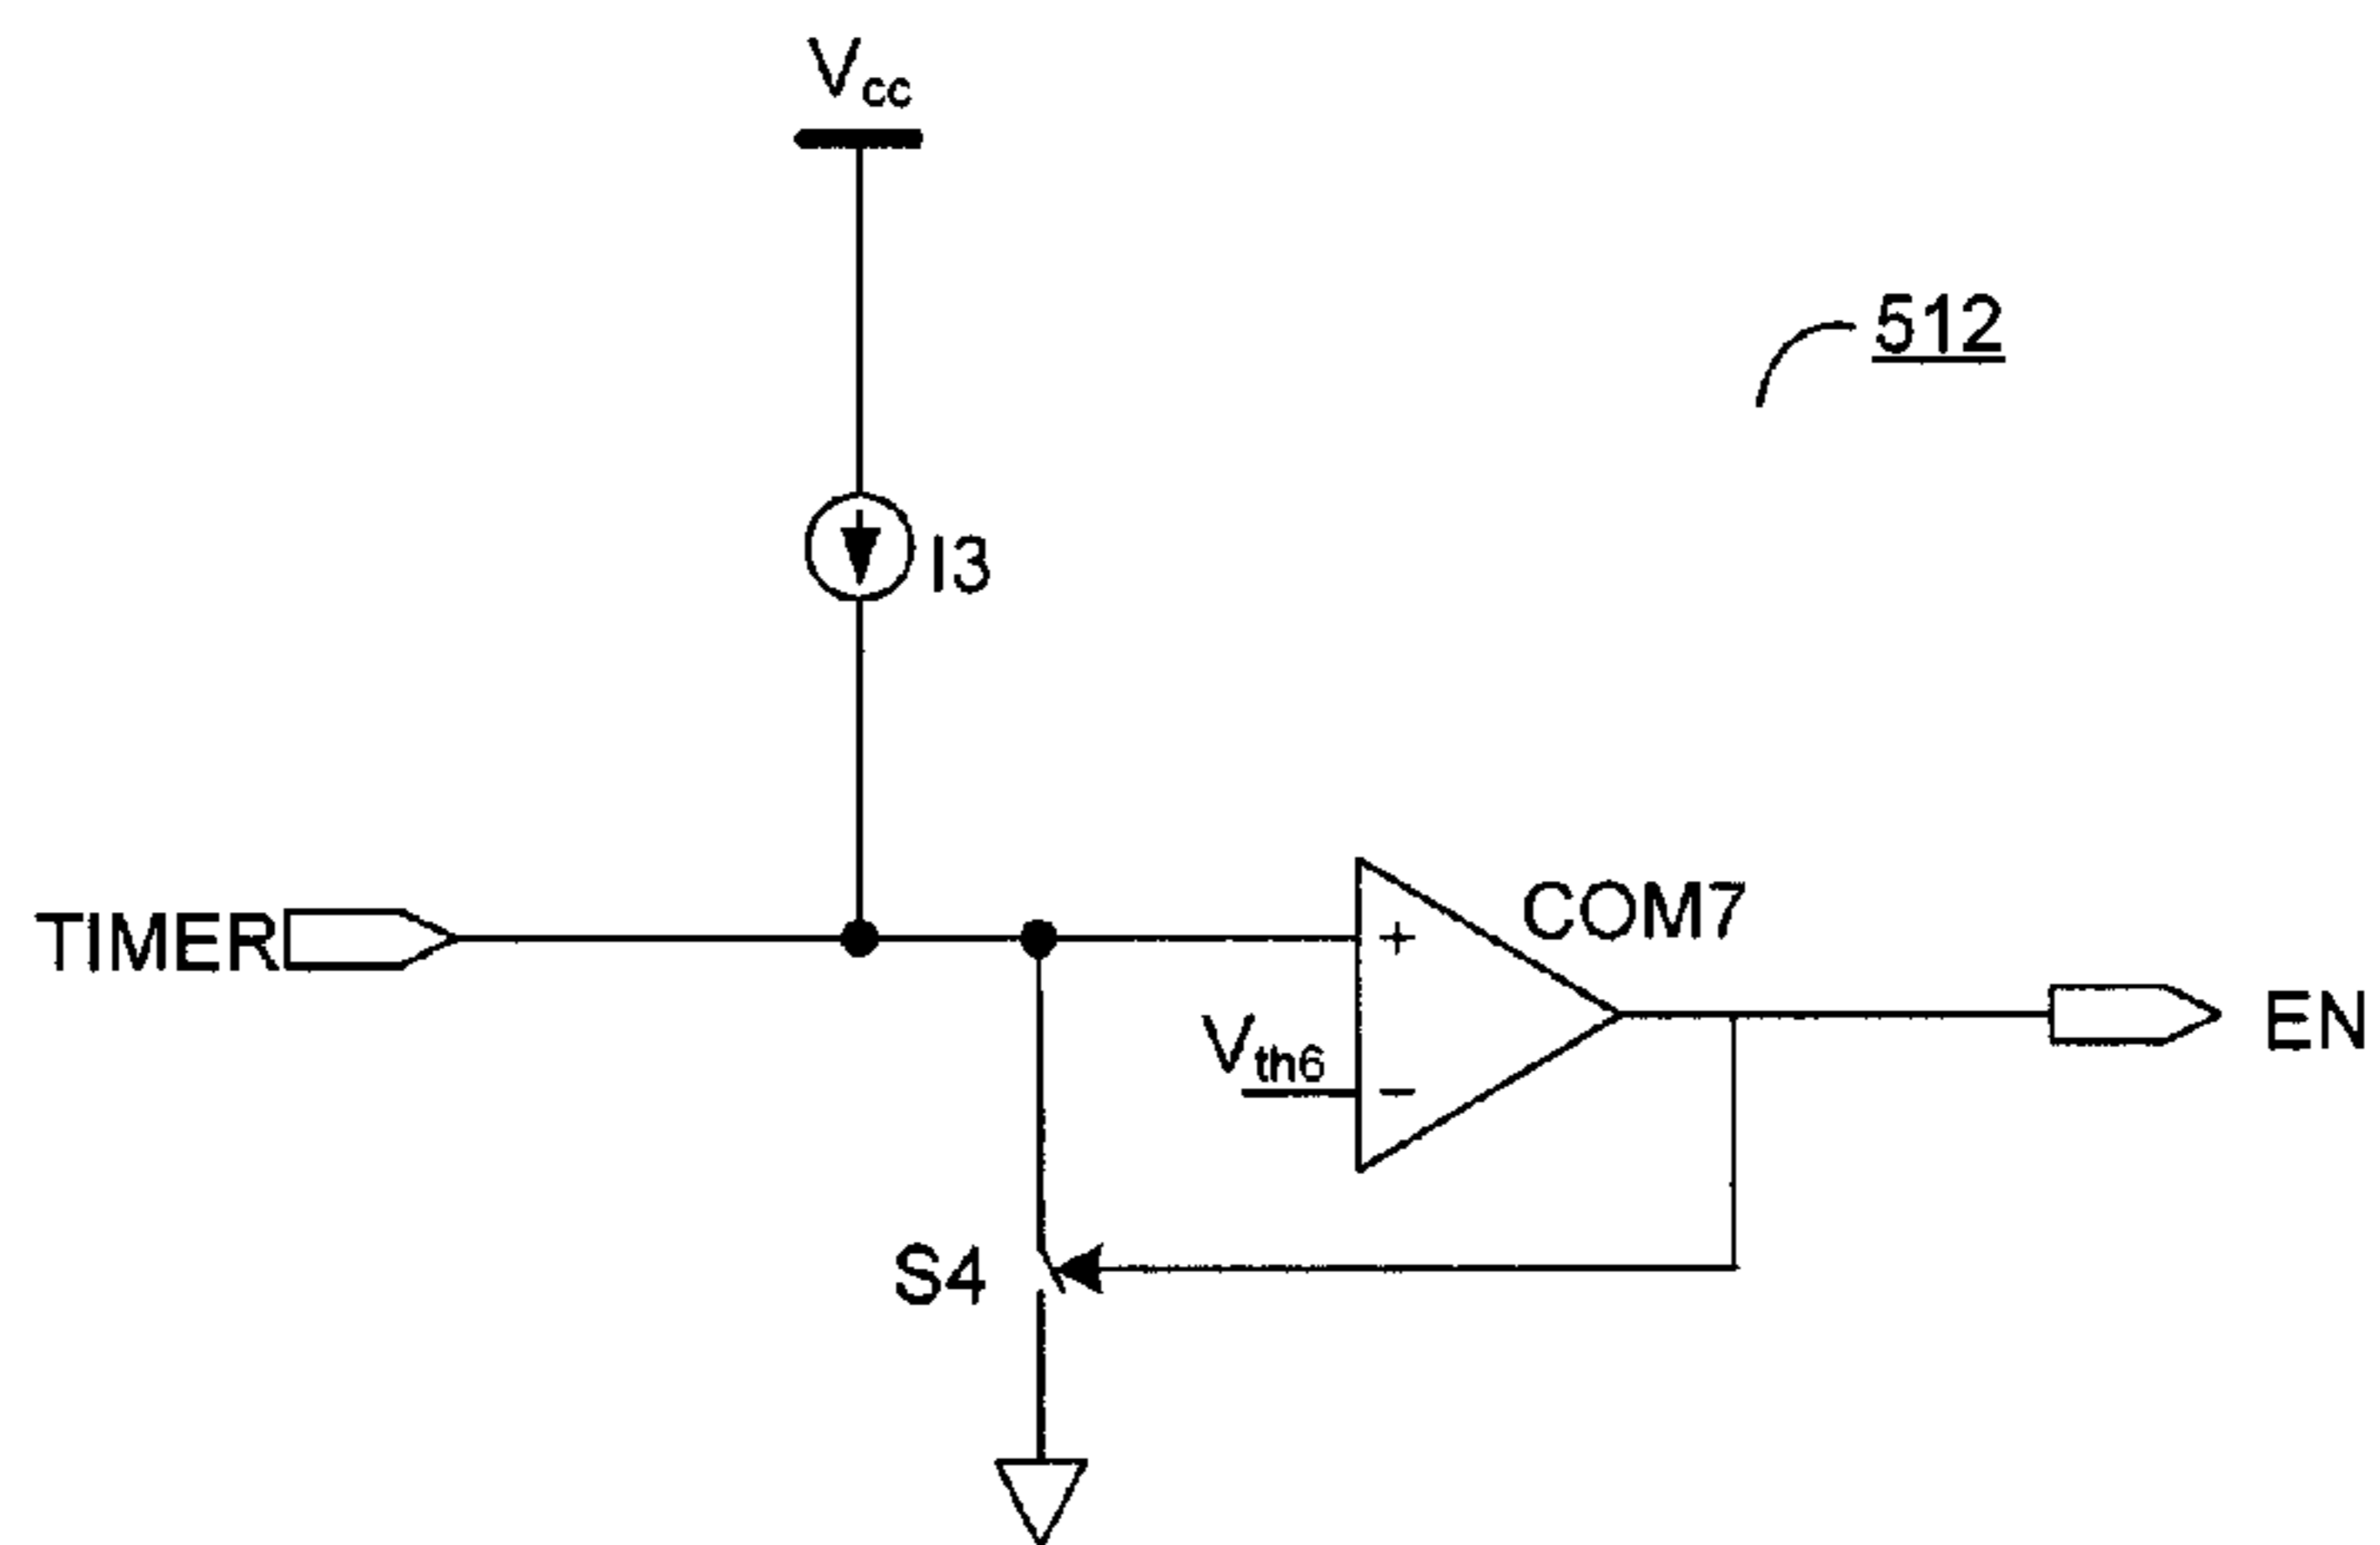 Vcc
512
I3
TIMER
COM7
+
Vth6
−
EN
S4